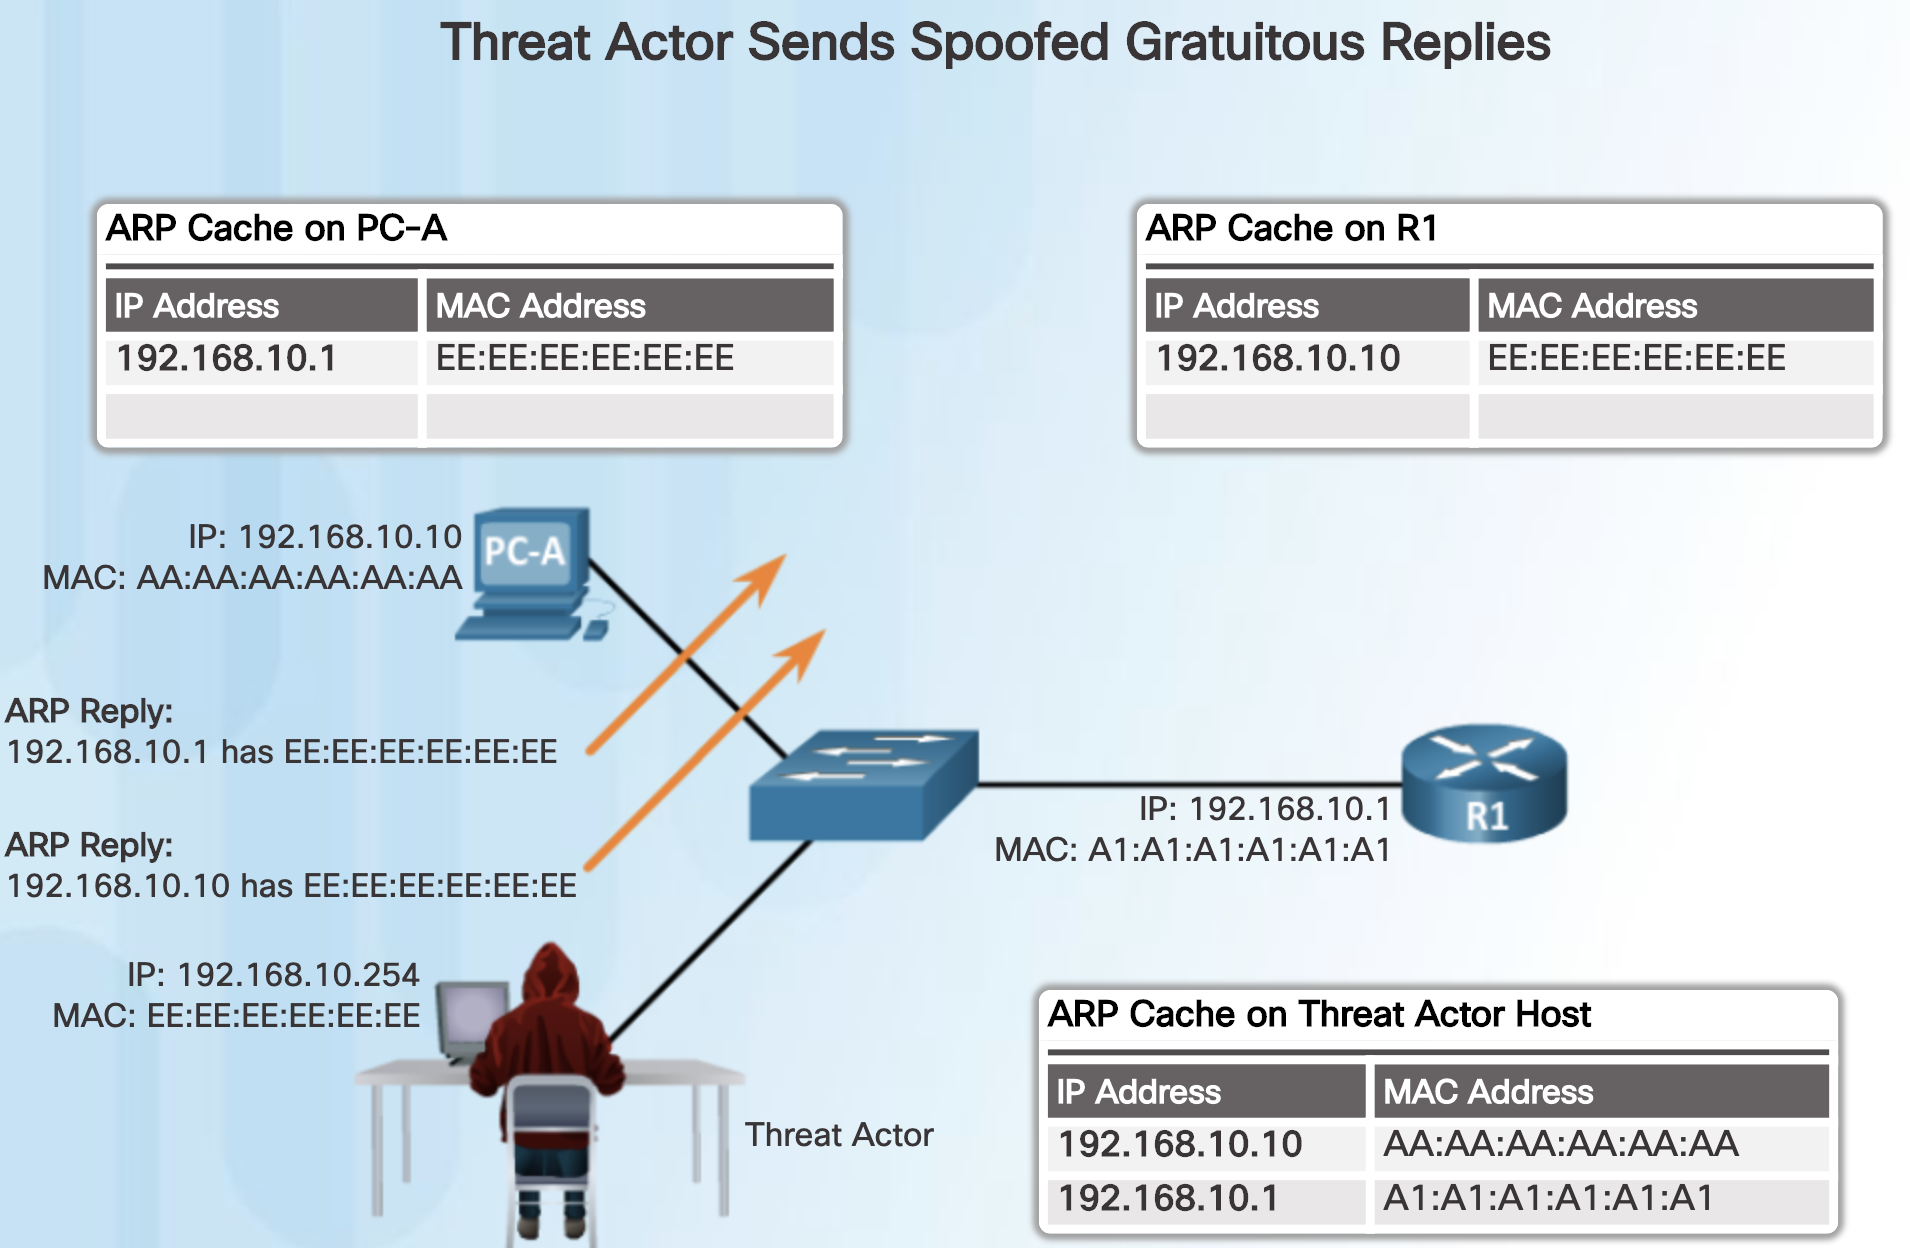 Threat Actor Sends Spoofed Gratuitous Replies
ARP Cache on PC-A
IP Address MAC Address
192.168.10.1 EE:EE:EE:EE:EE:EE
ARP Cache on R1
IP Address MAC Address
192.168.10.10 EE:EE:EE:EE:EE:EE
IP: 192.168.10.10
MAC: AA:AA:AA:AA:AA:AA
PC-A
ARP Reply:
192.168.10.1 has EE:EE:EE:EE:EE:EE
ARP Reply:
192.168.10.10 has EE:EE:EE:EE:EE:EE
IP: 192.168.10.1
MAC: A1:A1:A1:A1:A1:A1
R1
IP: 192.168.10.254
MAC: EE:EE:EE:EE:EE:EE
Threat Actor
ARP Cache on Threat Actor Host
IP Address MAC Address
192.168.10.10 AA:AA:AA:AA:AA:AA
192.168.10.1 A1:A1:A1:A1:A1:A1